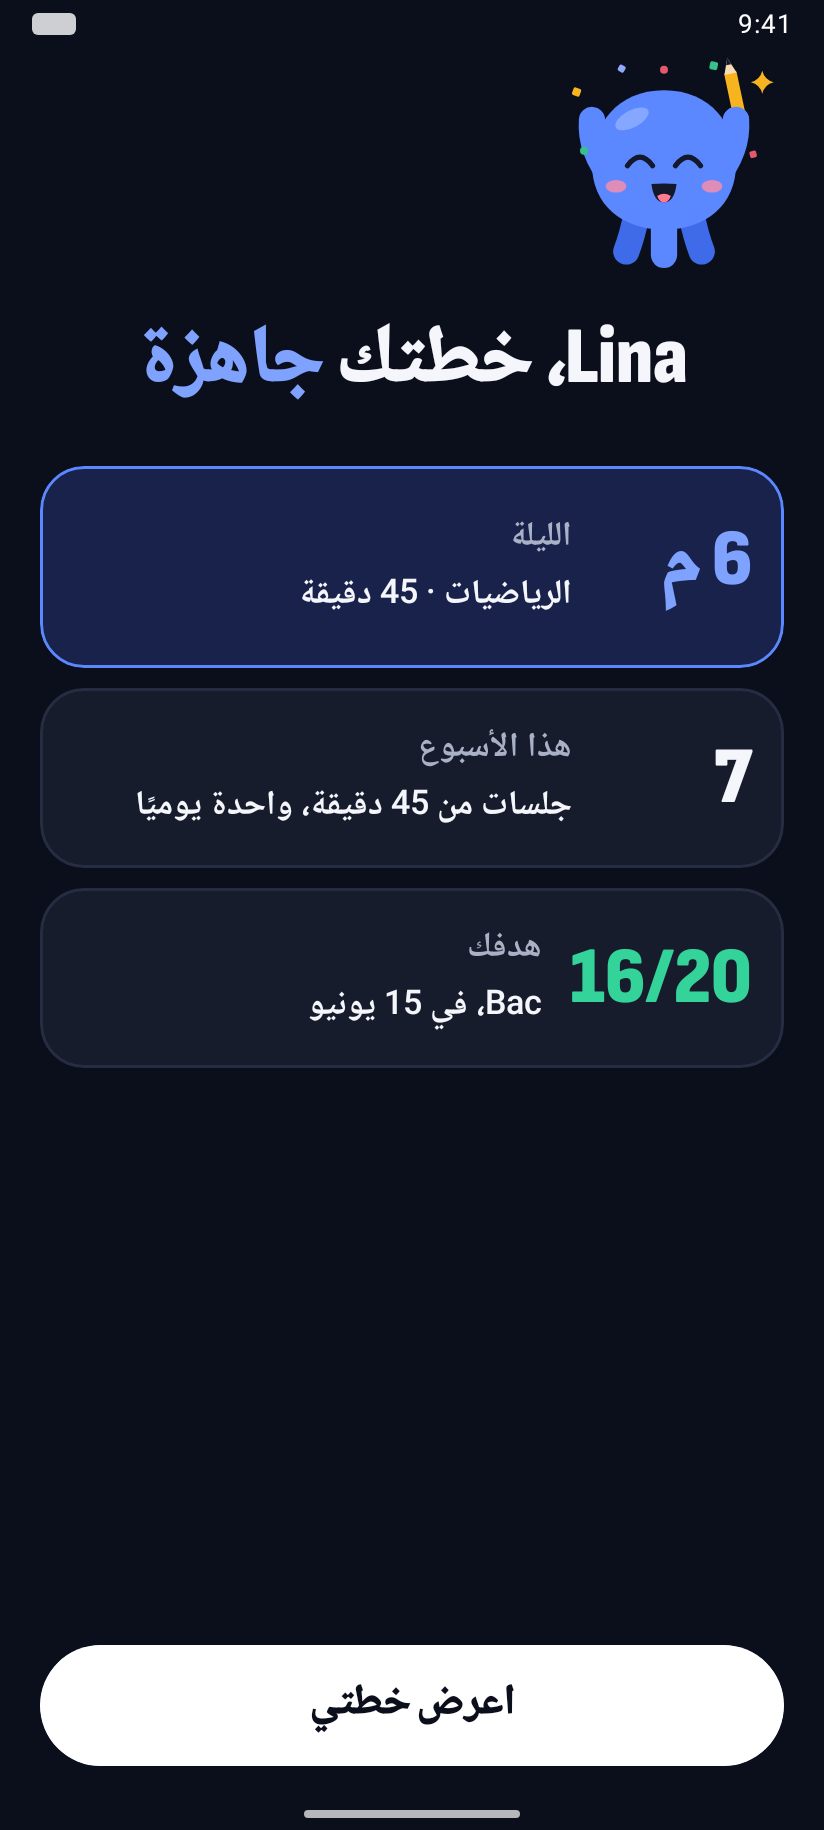 9:41
Lina، خطتك جاهزة
6 م
الليلة
الرياضيات · 45 دقيقة
7
هذا الأسبوع
جلسات من 45 دقيقة، واحدة يوميًا
16/20
هدفك
Bac، في 15 يونيو
اعرض خطتي